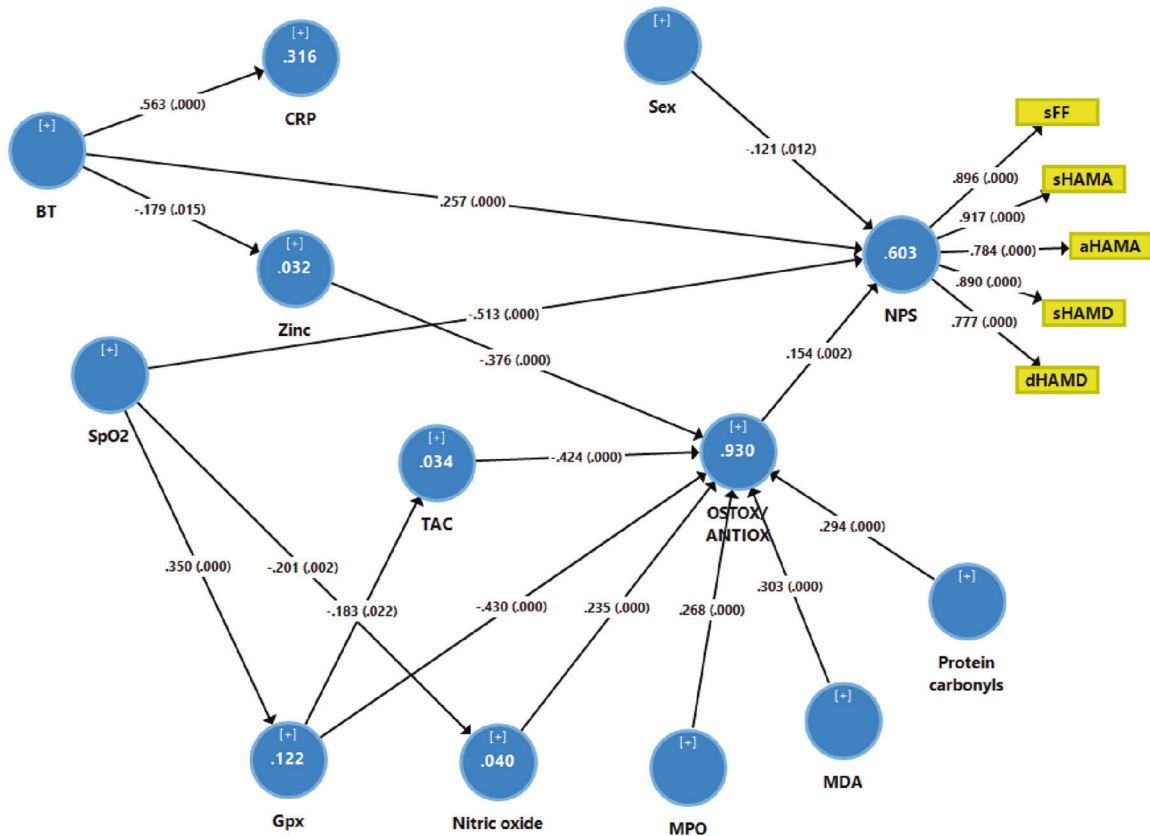 [+]
.316
CRP
[+]
Sex
sFF
.563 (.000)
[+]
BT
-.121 (.012)
.896 (.000)
sHAMA
.917 (.000)
-.179 (.015)
.257 (.000)
.603
NPS
.784 (.000)
aHAMA
[+]
.032
Zinc
.890 (.000)
sHAMD
-.513 (.000)
.777 (.000)
dHAMD
[+]
SpO2
-.376 (.000)
.154 (.002)
[+]
.034
TAC
-.424 (.000)
[+]
.930
OSTOX/
ANTIOX
.294 (.000)
.350 (.000)
-.201 (.002)
-.183 (.022)
-.430 (.000)
.235 (.000)
.268 (.000)
.303 (.000)
[+]
Protein
carbonyls
[+]
.122
Gpx
[+]
.040
Nitric oxide
[+]
MPO
[+]
MDA